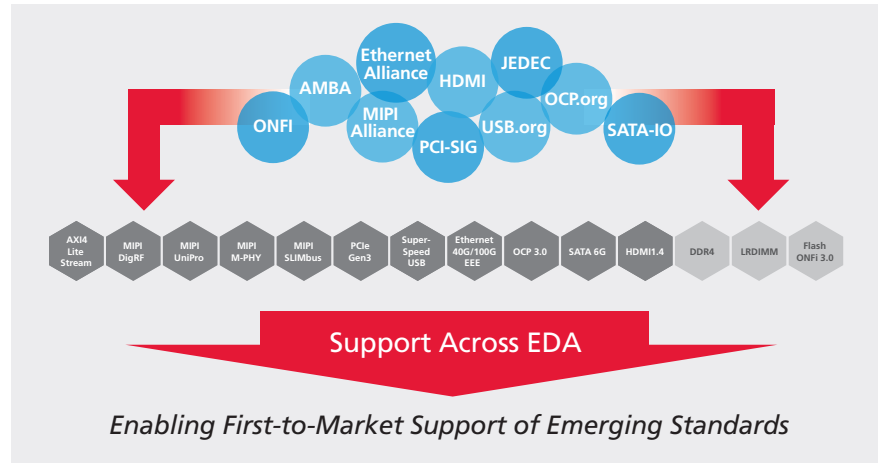 Ethernet
Alliance
JEDEC
AMBA
HDMI
OCP.org
ONFI
MIPI
Alliance
USB.org
SATA-IO
PCI-SIG
AXI4
Lite
Stream
MIPI
DigRF
MIPI
UniPro
MIPI
M-PHY
MIPI
SLIMbus
PCIe
Gen3
Super-
Speed
USB
Ethernet
40G/100G
EEE
OCP 3.0
SATA 6G
HDMI1.4
DDR4
LRDIMM
Flash
ONFi 3.0
Support Across EDA
Enabling First-to-Market Support of Emerging Standards